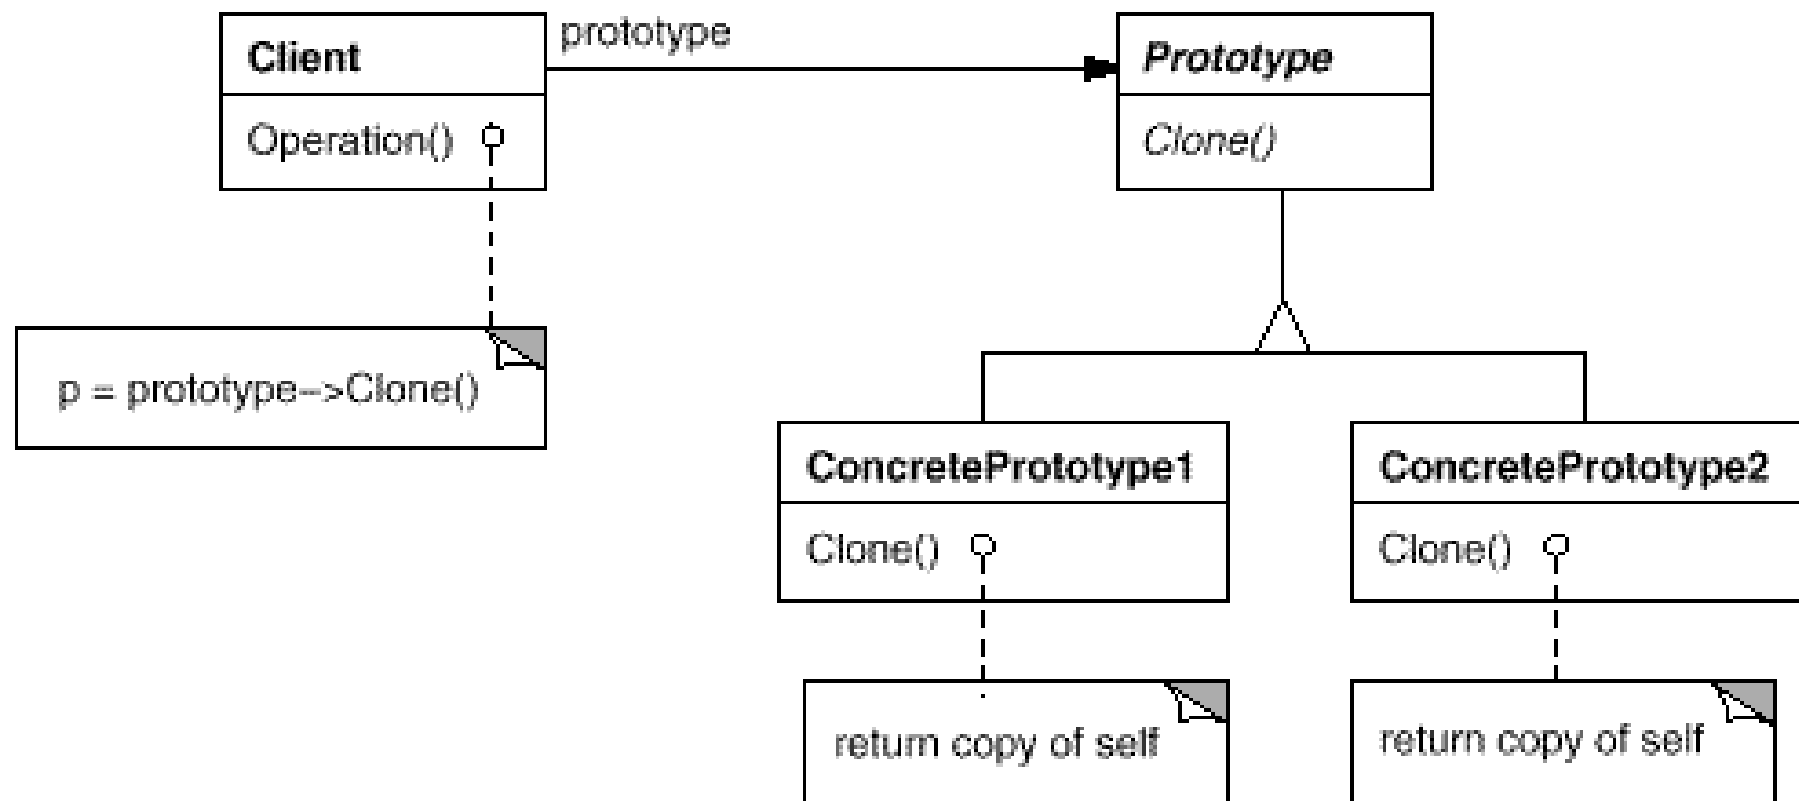 Client
prototype
Prototype
Operation()
Clone()
p = prototype-->Clone()
ConcretePrototype1
ConcretePrototype2
Clone()
Clone()
return copy of self
return copy of self